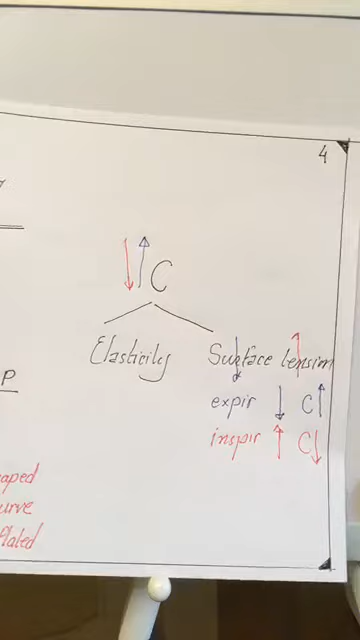 4
↓↑C
Elasticity
Surface tension
P
expir ↓ C↑
inspir ↑ C↓
aped
urve
flated